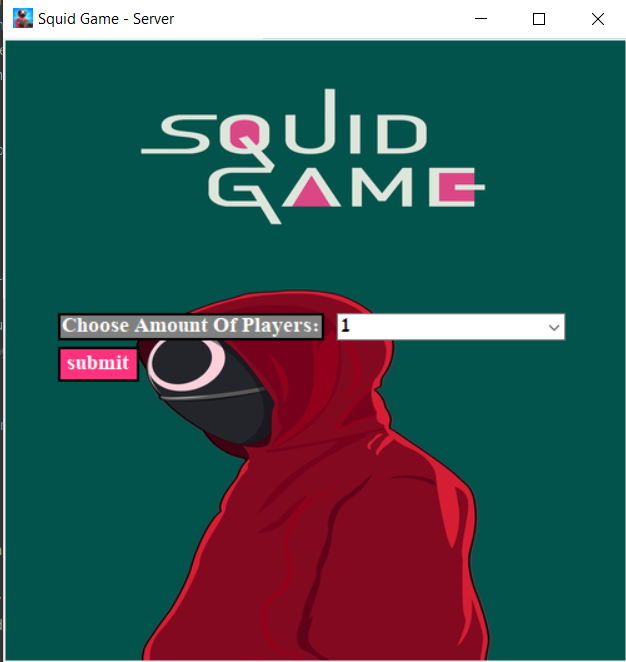 Squid Game - Server
SQUID
GAME
Choose Amount Of Players:
1
submit